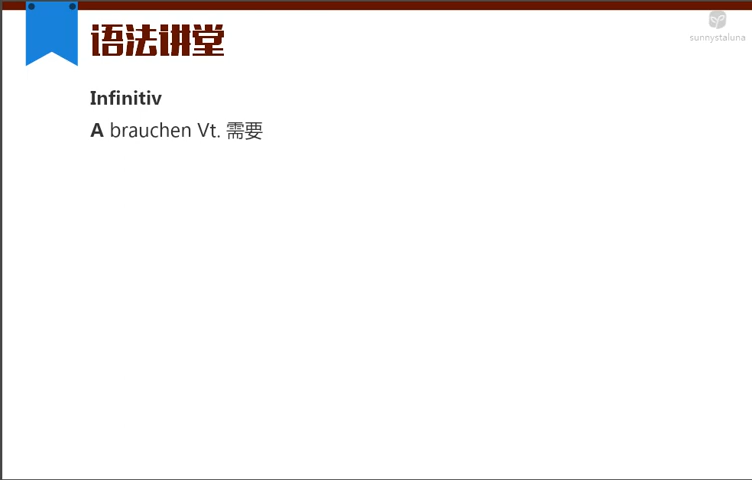 语法讲堂
sunnystaluna
Infinitiv
A brauchen Vt. 需要